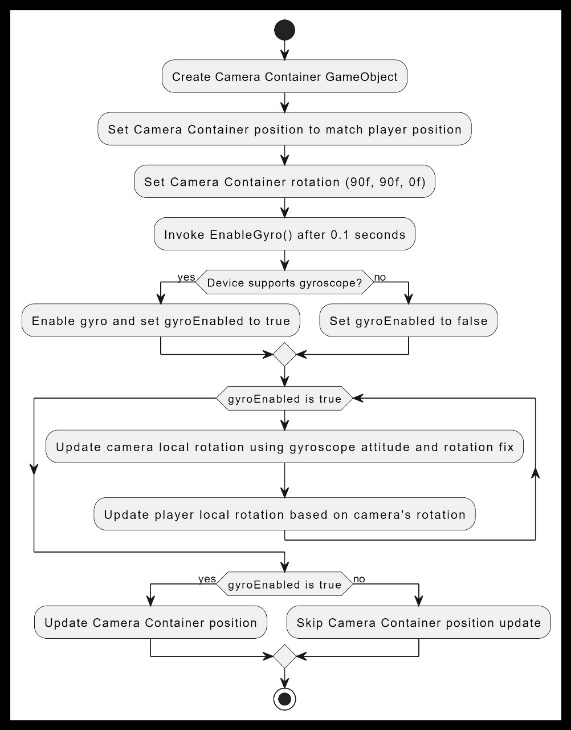 Create Camera Container GameObject
Set Camera Container position to match player position
Set Camera Container rotation (90f, 90f, 0f)
Invoke EnableGyro() after 0.1 seconds
yes
Device supports gyroscope?
no
Enable gyro and set gyroEnabled to true
Set gyroEnabled to false
gyroEnabled is true
Update camera local rotation using gyroscope attitude and rotation fix
Update player local rotation based on camera's rotation
yes
gyroEnabled is true
no
Update Camera Container position
Skip Camera Container position update